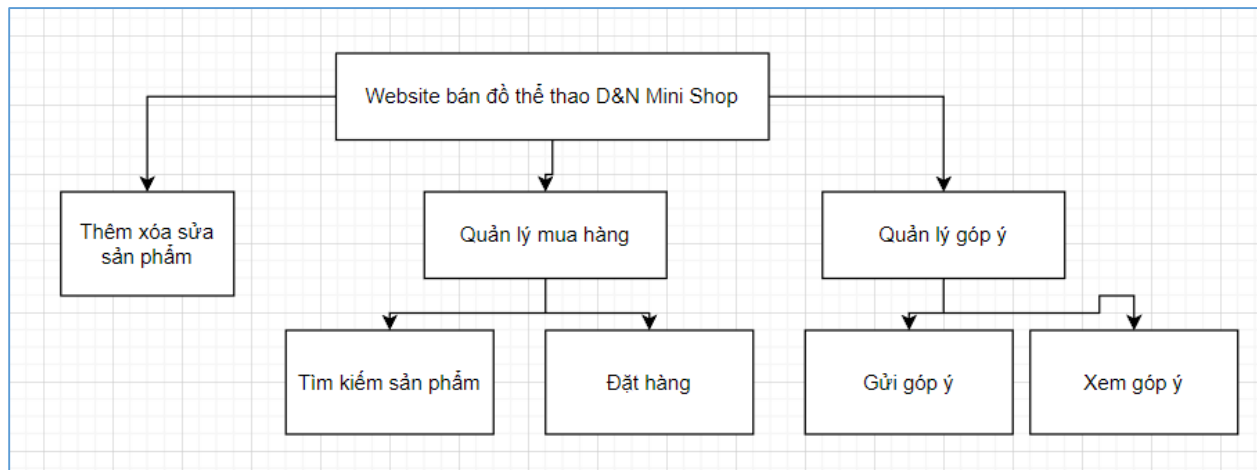 Website bán đồ thể thao D&N Mini Shop
Thêm xóa sửa
sản phẩm
Quản lý mua hàng
Quản lý góp ý
Tìm kiếm sản phẩm
Đặt hàng
Gửi góp ý
Xem góp ý